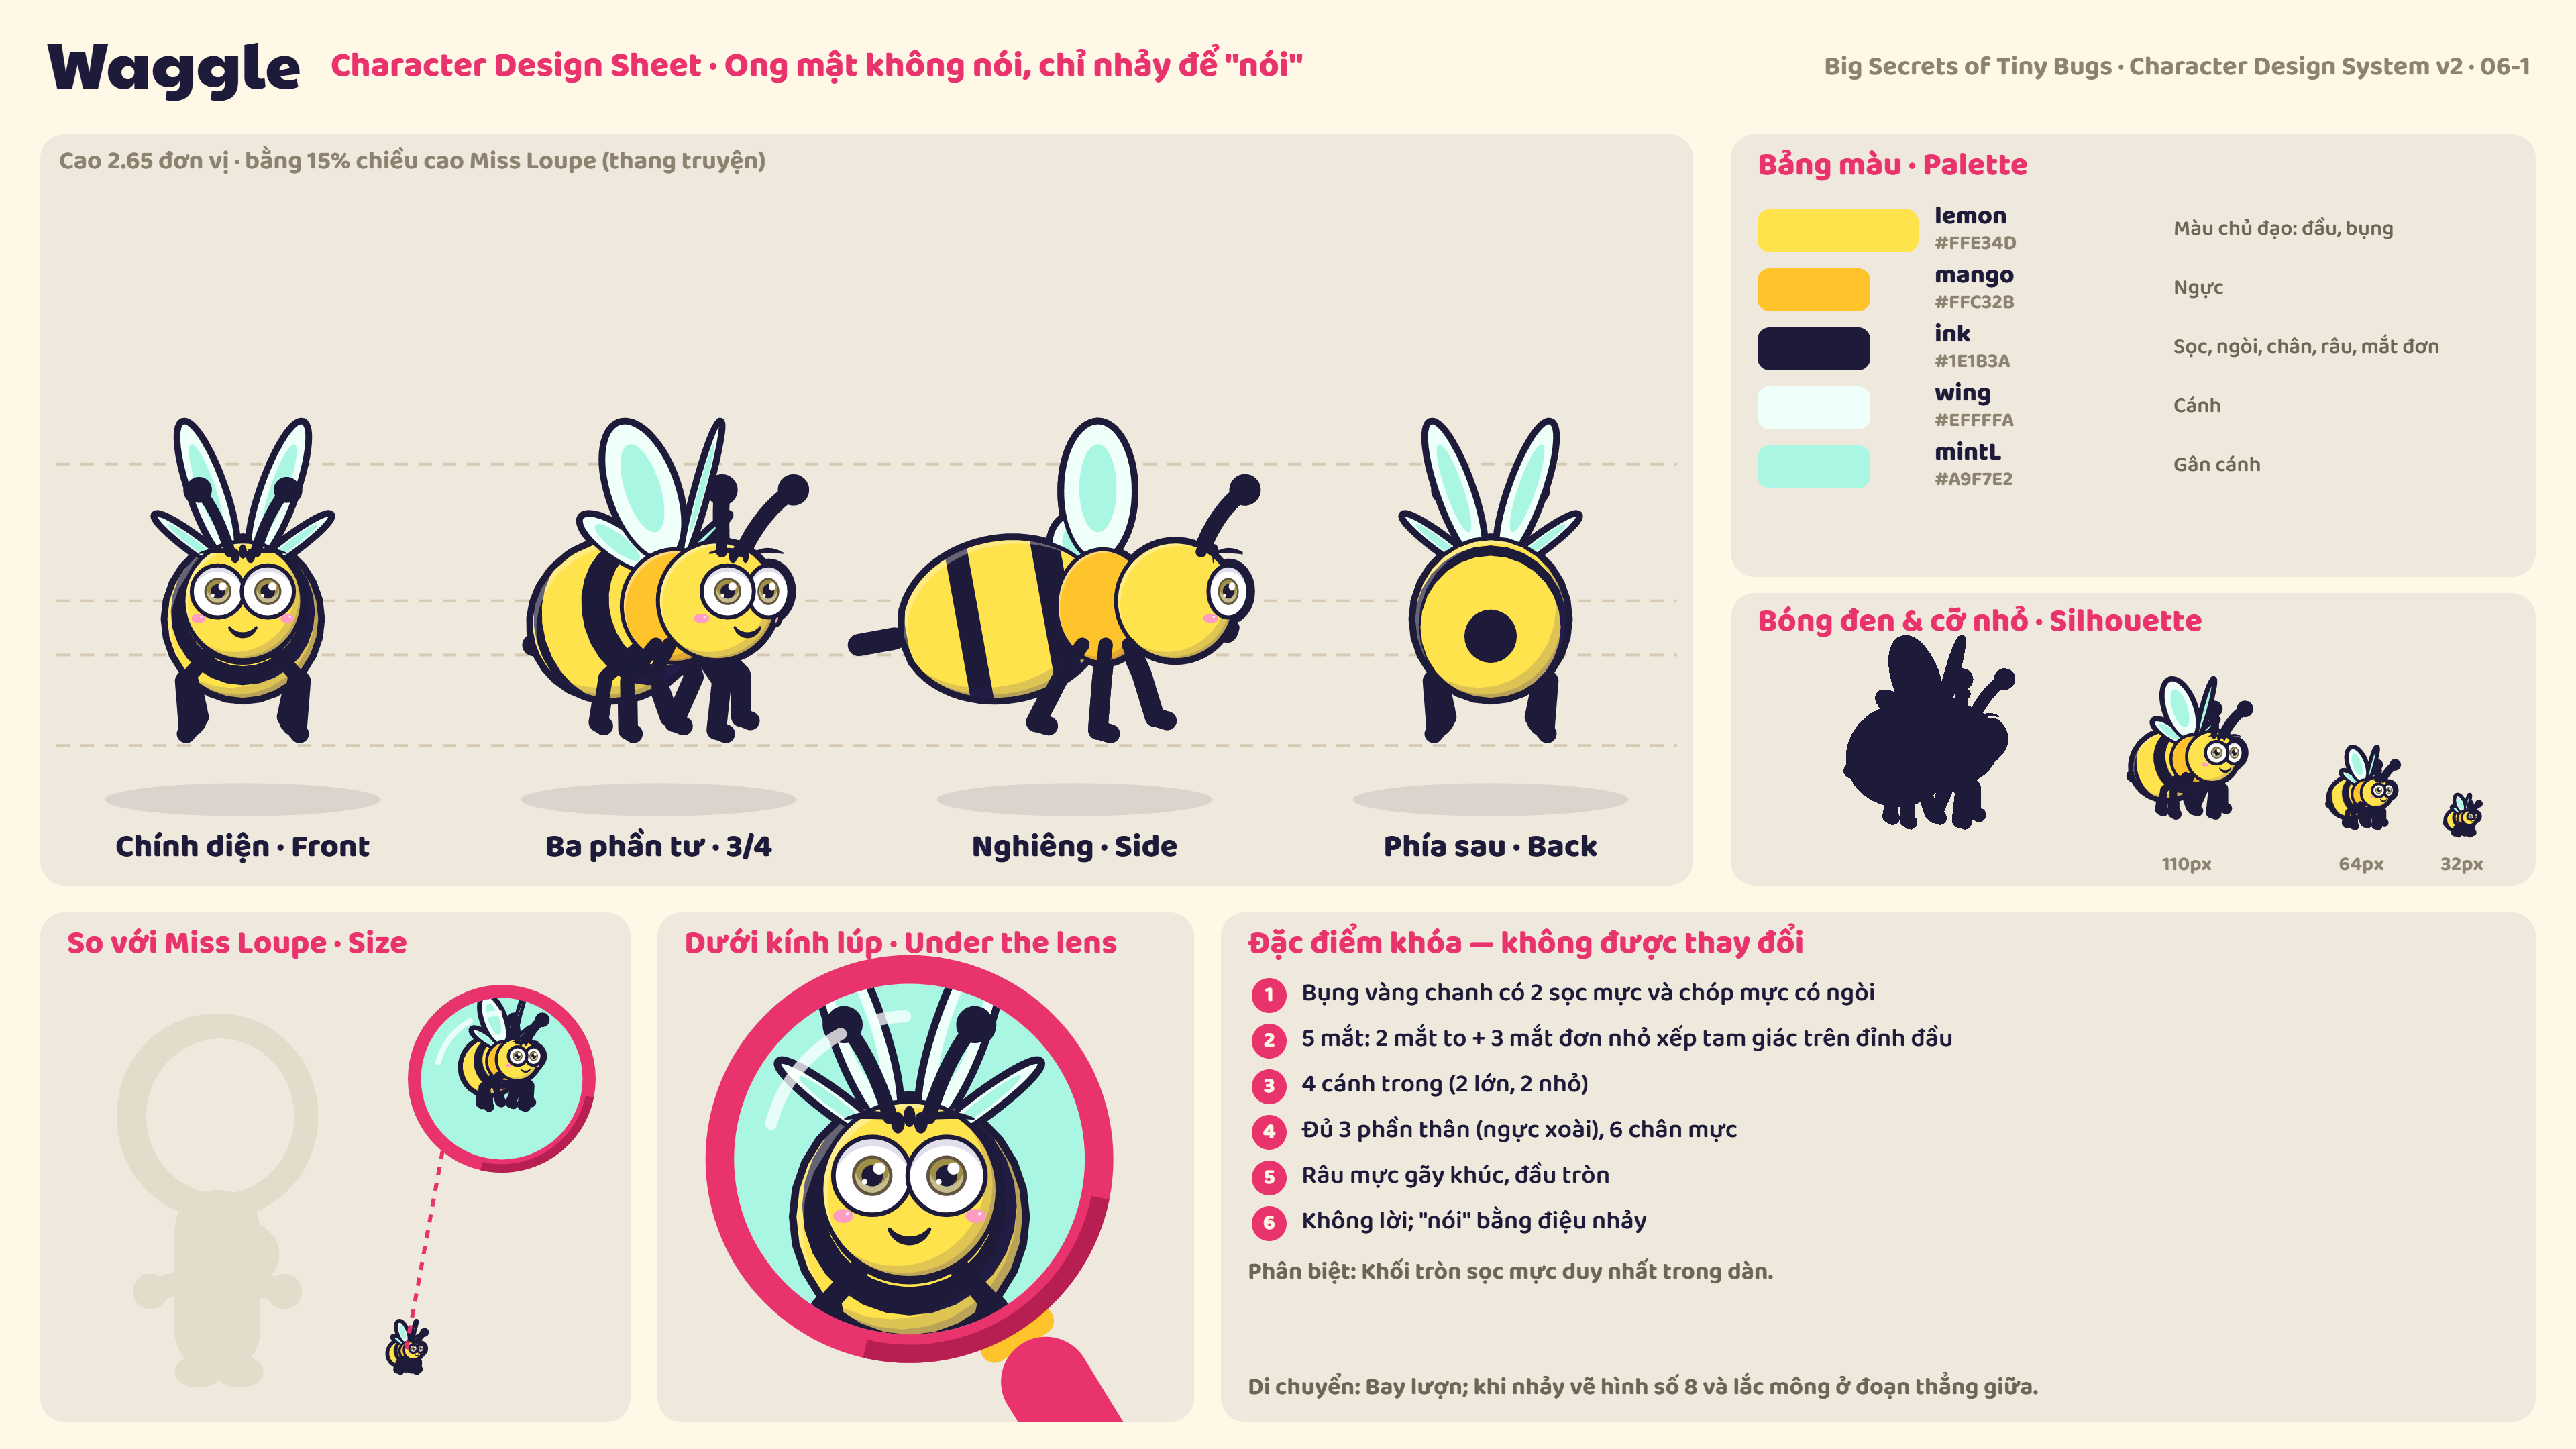 Waggle
Character Design Sheet · Ong mật không nói, chỉ nhảy để "nói"
Big Secrets of Tiny Bugs · Character Design System v2 · 06-1
Cao 2.65 đơn vị · bằng 15% chiều cao Miss Loupe (thang truyện)
Chính diện · Front
Ba phần tư · 3/4
Nghiêng · Side
Phía sau · Back
Bảng màu · Palette
lemon
#FFE34D
Màu chủ đạo: đầu, bụng
mango
#FFC32B
Ngực
ink
#1E1B3A
Sọc, ngòi, chân, râu, mắt đơn
wing
#EFFFFA
Cánh
mintL
#A9F7E2
Gân cánh
Bóng đen & cỡ nhỏ · Silhouette
110px
64px
32px
So với Miss Loupe · Size
Dưới kính lúp · Under the lens
Đặc điểm khóa — không được thay đổi
1 Bụng vàng chanh có 2 sọc mực và chóp mực có ngòi
2 5 mắt: 2 mắt to + 3 mắt đơn nhỏ xếp tam giác trên đỉnh đầu
3 4 cánh trong (2 lớn, 2 nhỏ)
4 Đủ 3 phần thân (ngực xoài), 6 chân mực
5 Râu mực gãy khúc, đầu tròn
6 Không lời; "nói" bằng điệu nhảy
Phân biệt: Khối tròn sọc mực duy nhất trong dàn.
Di chuyển: Bay lượn; khi nhảy vẽ hình số 8 và lắc mông ở đoạn thẳng giữa.